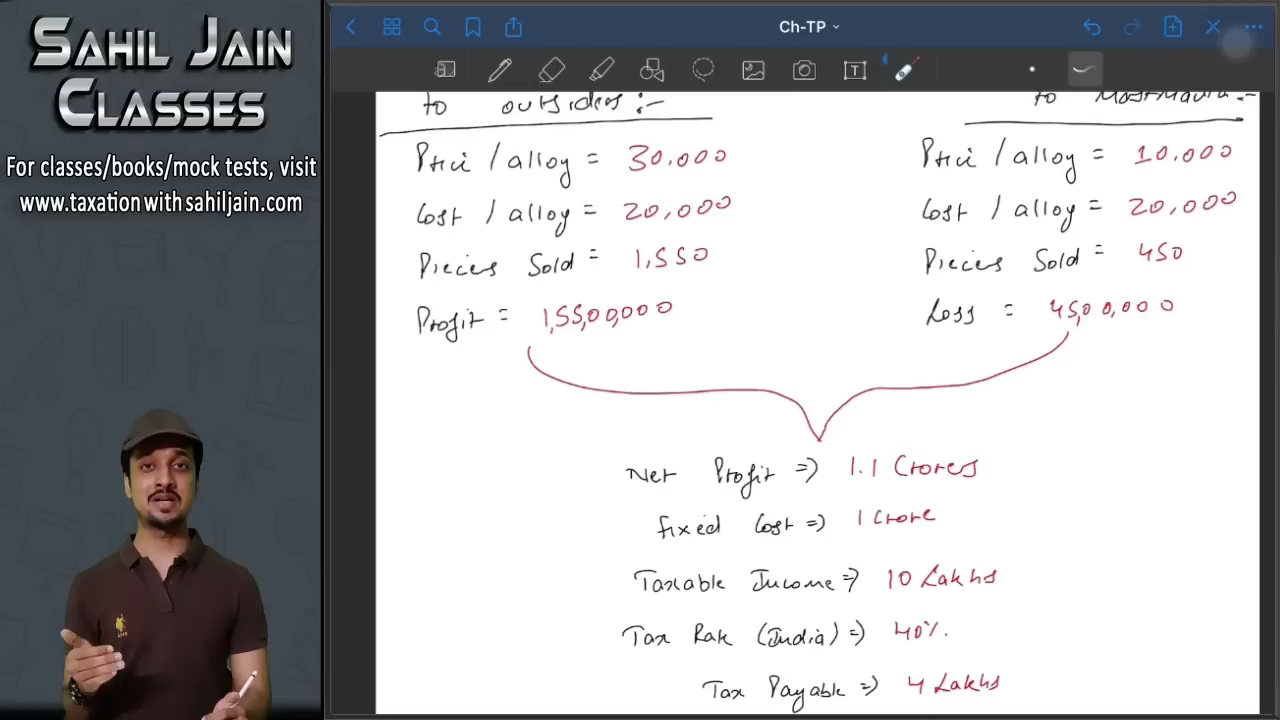 SAHIL JAIN
CLASSES
For classes/books/mock tests, visit
www.taxationwithsahiljain.com
Ch-TP
to outsiders :-
Price / alloy = 30,000
Cost / alloy = 20,000
Pieces Sold = 1,550
Profit = 1,55,00,000
to
Price / alloy = 10,000
Cost / alloy = 20,000
Pieces Sold = 450
Loss = 45,00,000
Net Profit => 1.1 Crores
Fixed Cost => 1 Crore
Taxable Income => 10 Lakhs
Tax Rate (India) => 40%.
Tax Payable => 4 Lakhs